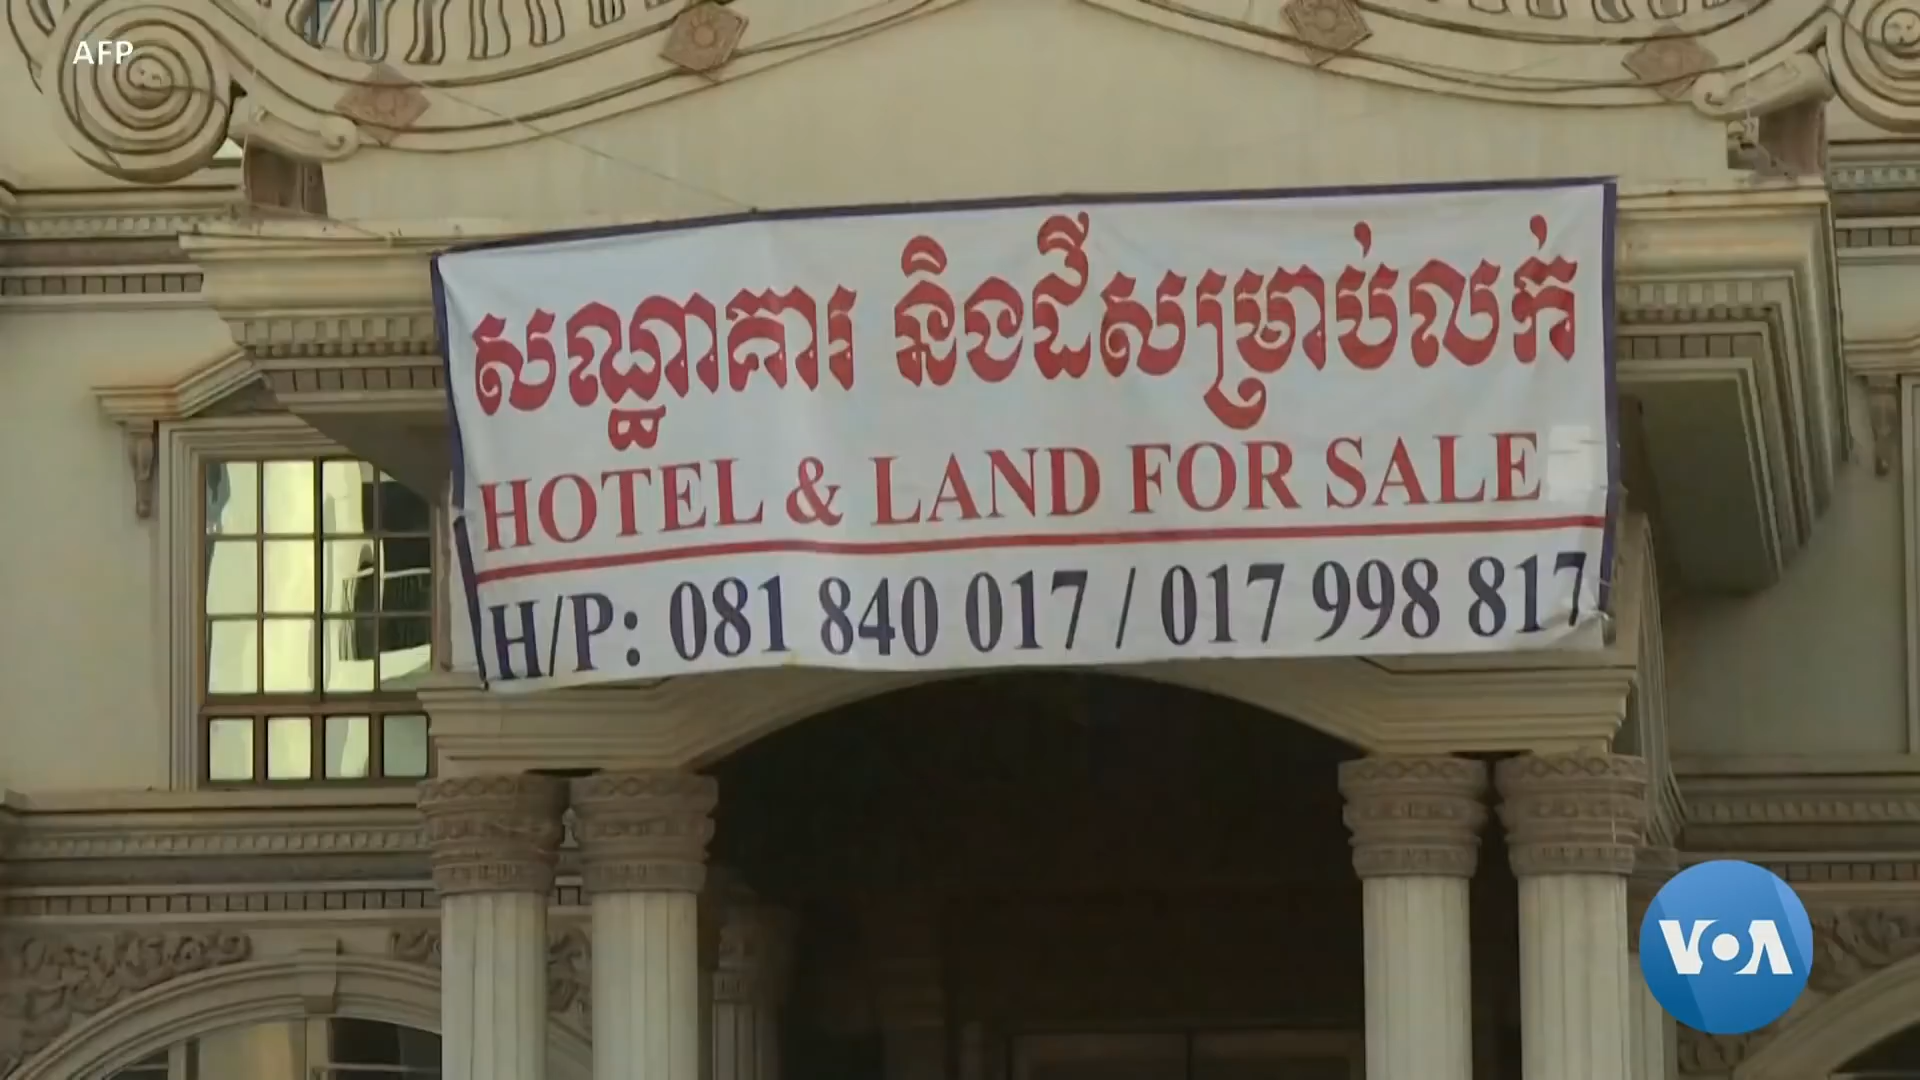 AFP
សណ្ឋាគារ និងដីសម្រាប់លក់
HOTEL & LAND FOR SALE
H/P: 081 840 017 / 017 998 817
VOA